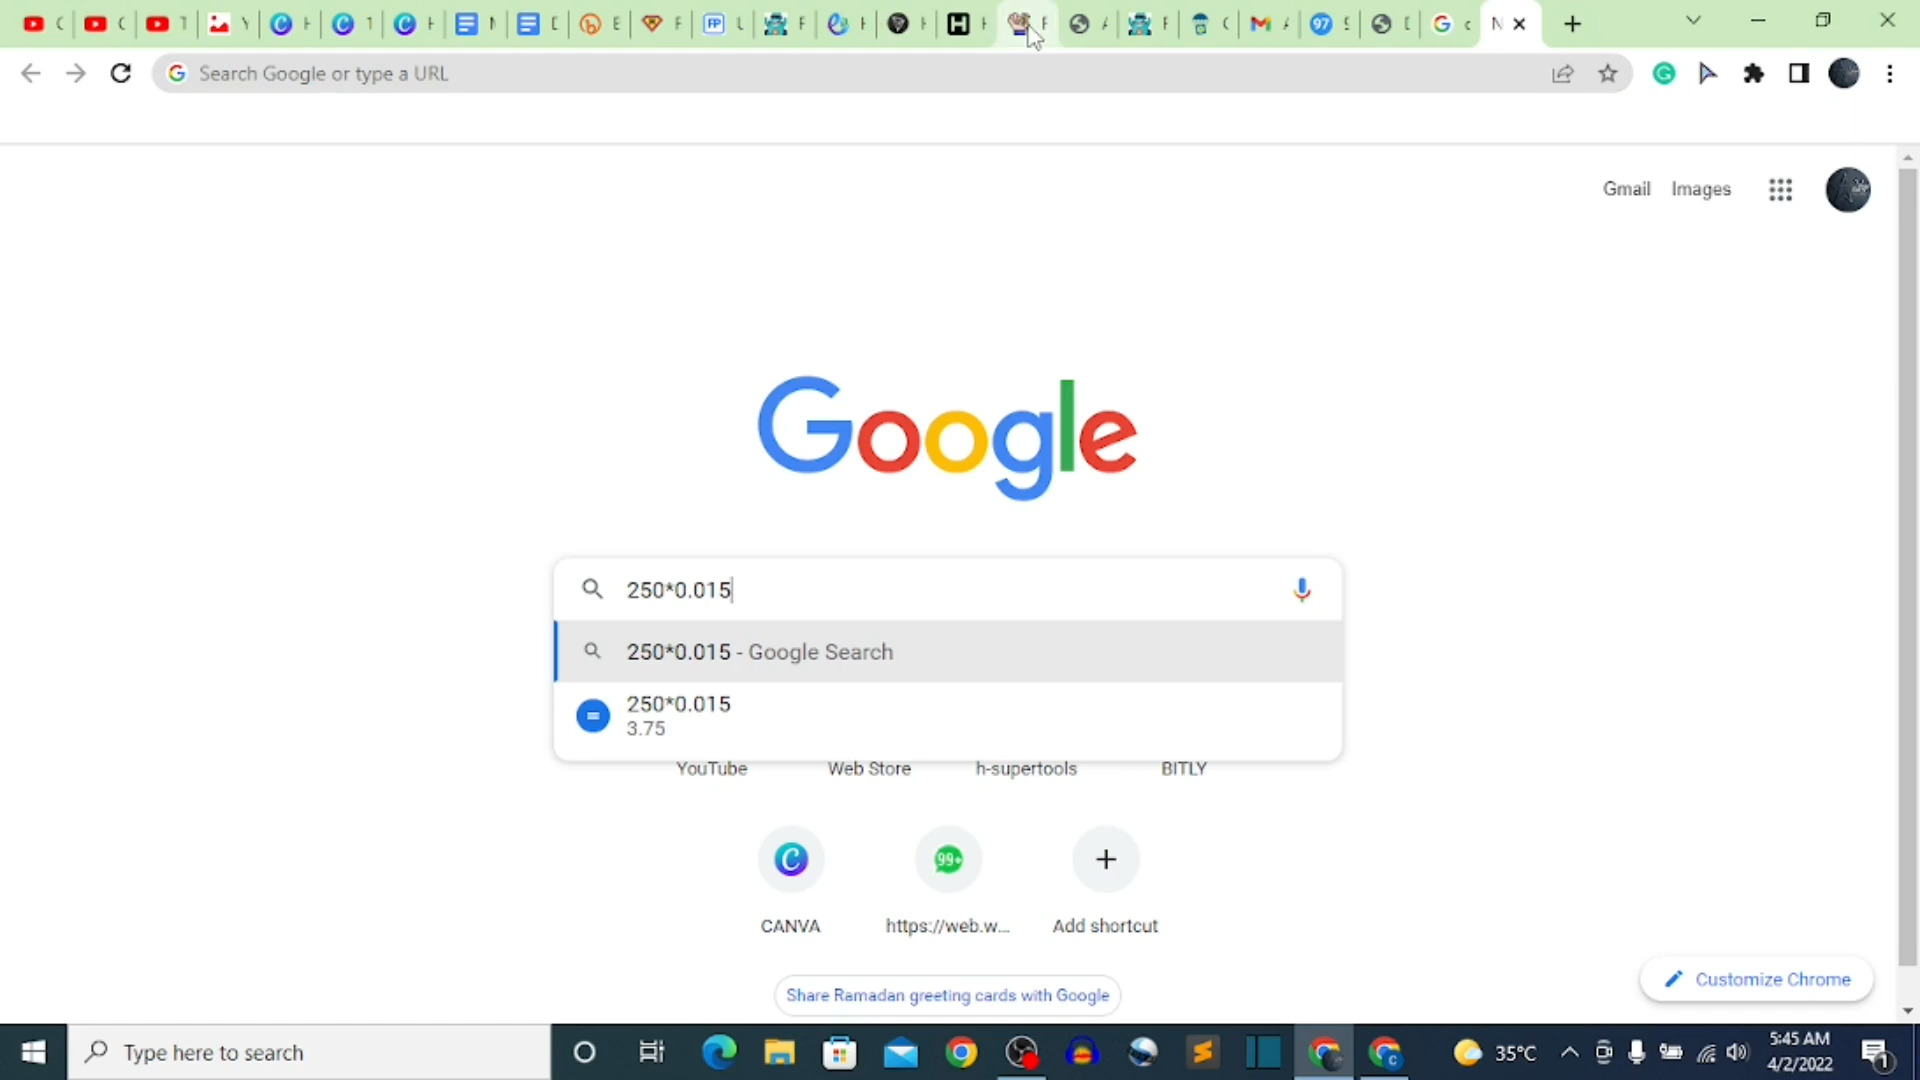 Search Google or type a URL
Gmail Images
Google
250*0.015
250*0.015 - Google Search
250*0.015
3.75
YouTube Web Store h-supertools BITLY
99+
CANVA https://web.w... Add shortcut
Customize Chrome
Share Ramadan greeting cards with Google
Type here to search
35°C
5:45 AM
4/2/2022
1